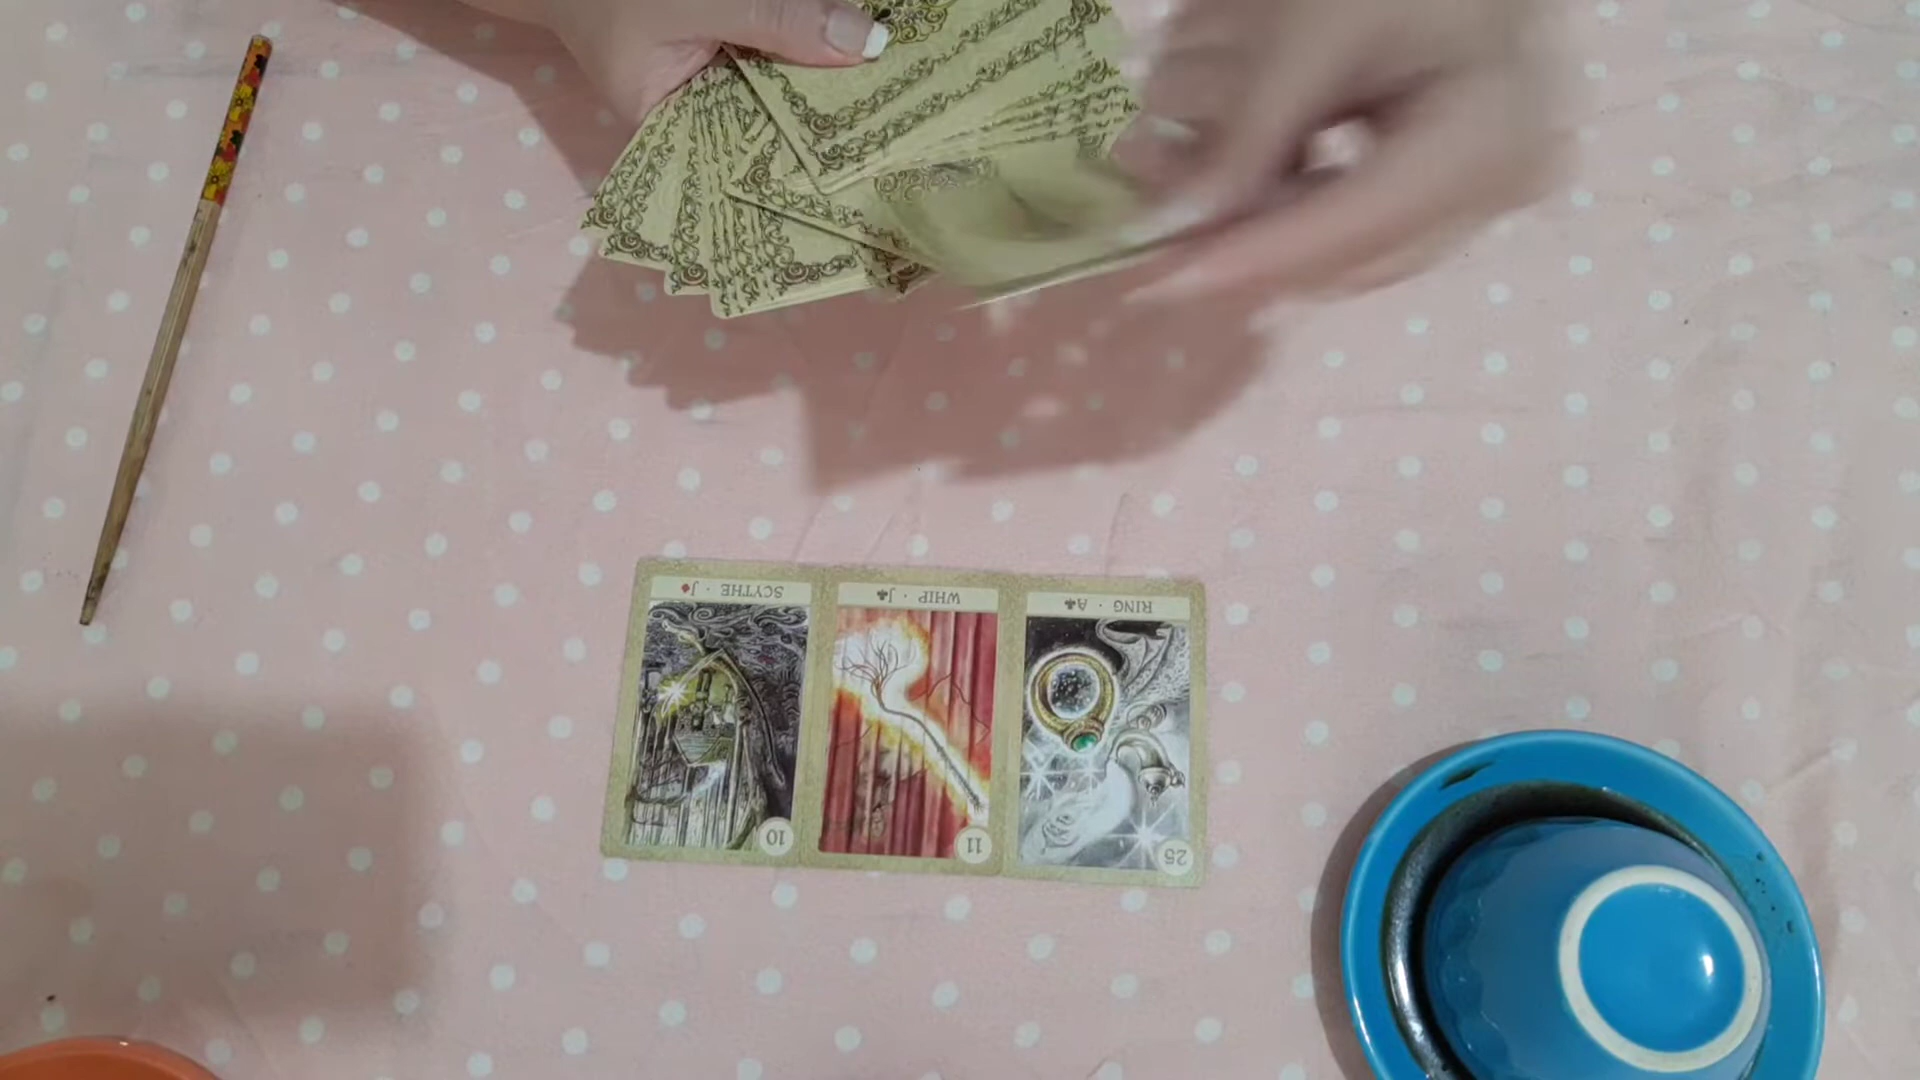 SCYTHE · J♦
WHIP · J♣
RING · A♣
10
11
25